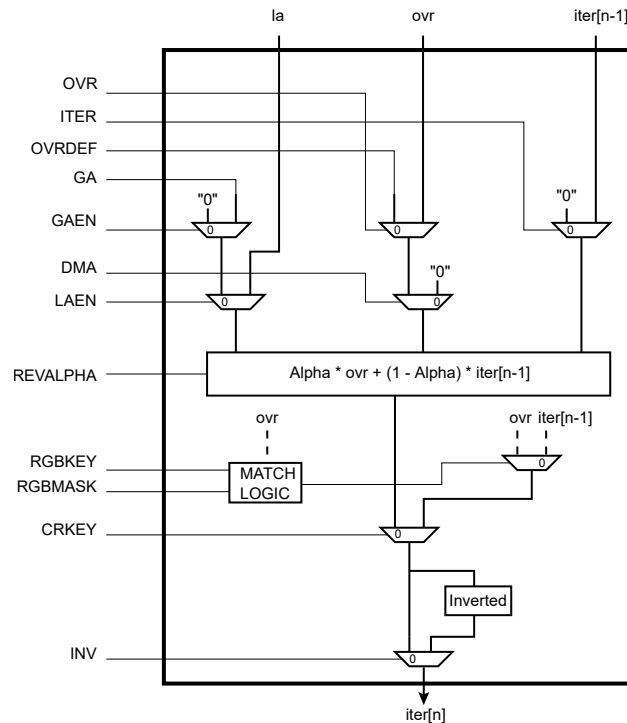 la ovr iter[n-1]
OVR
ITER
OVRDEF
GA
"0" "0"
GAEN 0 0 0
DMA "0"
LAEN 0 0
REVALPHA Alpha * ovr + (1 - Alpha) * iter[n-1]
ovr ovr iter[n-1]
RGBKEY MATCH 0
RGBMASK LOGIC
CRKEY 0
Inverted
INV 0
iter[n]